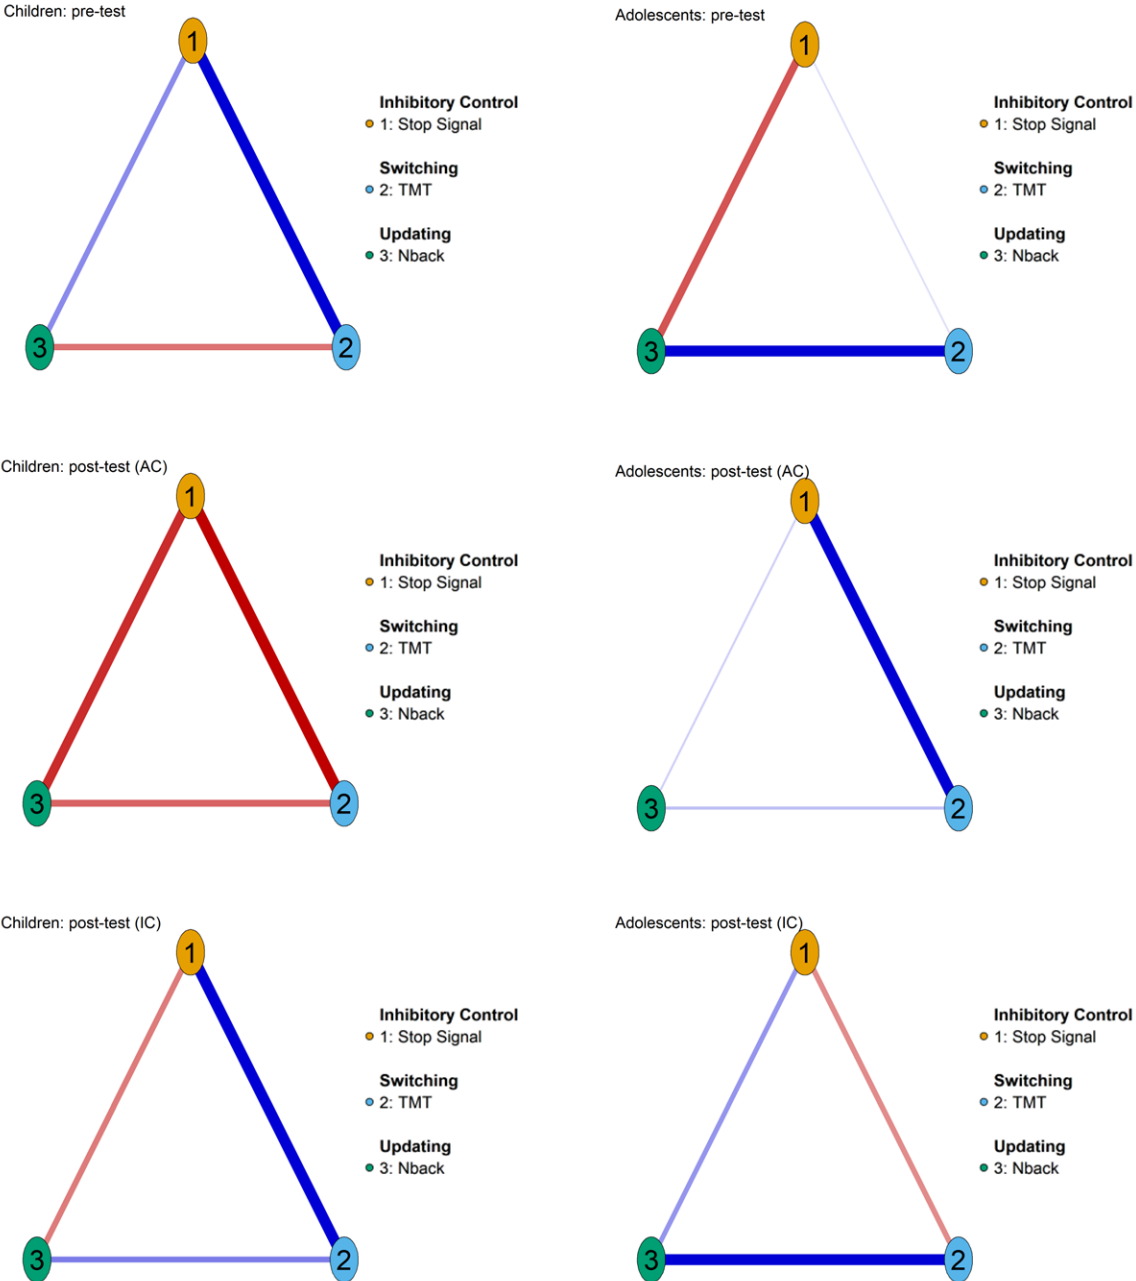 Children: pre-test
1
3
2
Inhibitory Control
1: Stop Signal
Switching
2: TMT
Updating
3: Nback
Adolescents: pre-test
1
3
2
Inhibitory Control
1: Stop Signal
Switching
2: TMT
Updating
3: Nback
Children: post-test (AC)
1
3
2
Inhibitory Control
1: Stop Signal
Switching
2: TMT
Updating
3: Nback
Adolescents: post-test (AC)
1
3
2
Inhibitory Control
1: Stop Signal
Switching
2: TMT
Updating
3: Nback
Children: post-test (IC)
1
3
2
Inhibitory Control
1: Stop Signal
Switching
2: TMT
Updating
3: Nback
Adolescents: post-test (IC)
1
3
2
Inhibitory Control
1: Stop Signal
Switching
2: TMT
Updating
3: Nback